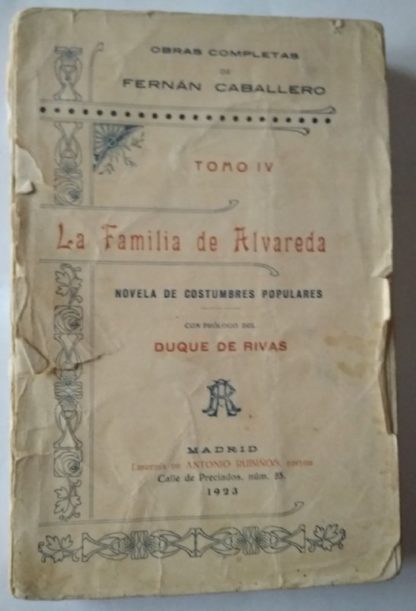 OBRAS COMPLETAS
DE
FERNÁN CABALLERO
TOMO IV
La Familia de Alvareda
NOVELA DE COSTUMBRES POPULARES
CON PRÓLOGO DEL
DUQUE DE RIVAS
AR
MADRID
LIBRERÍA DE ANTONIO RUBIÑOS, EDITOR
Calle de Preciados, núm. 23.
1923